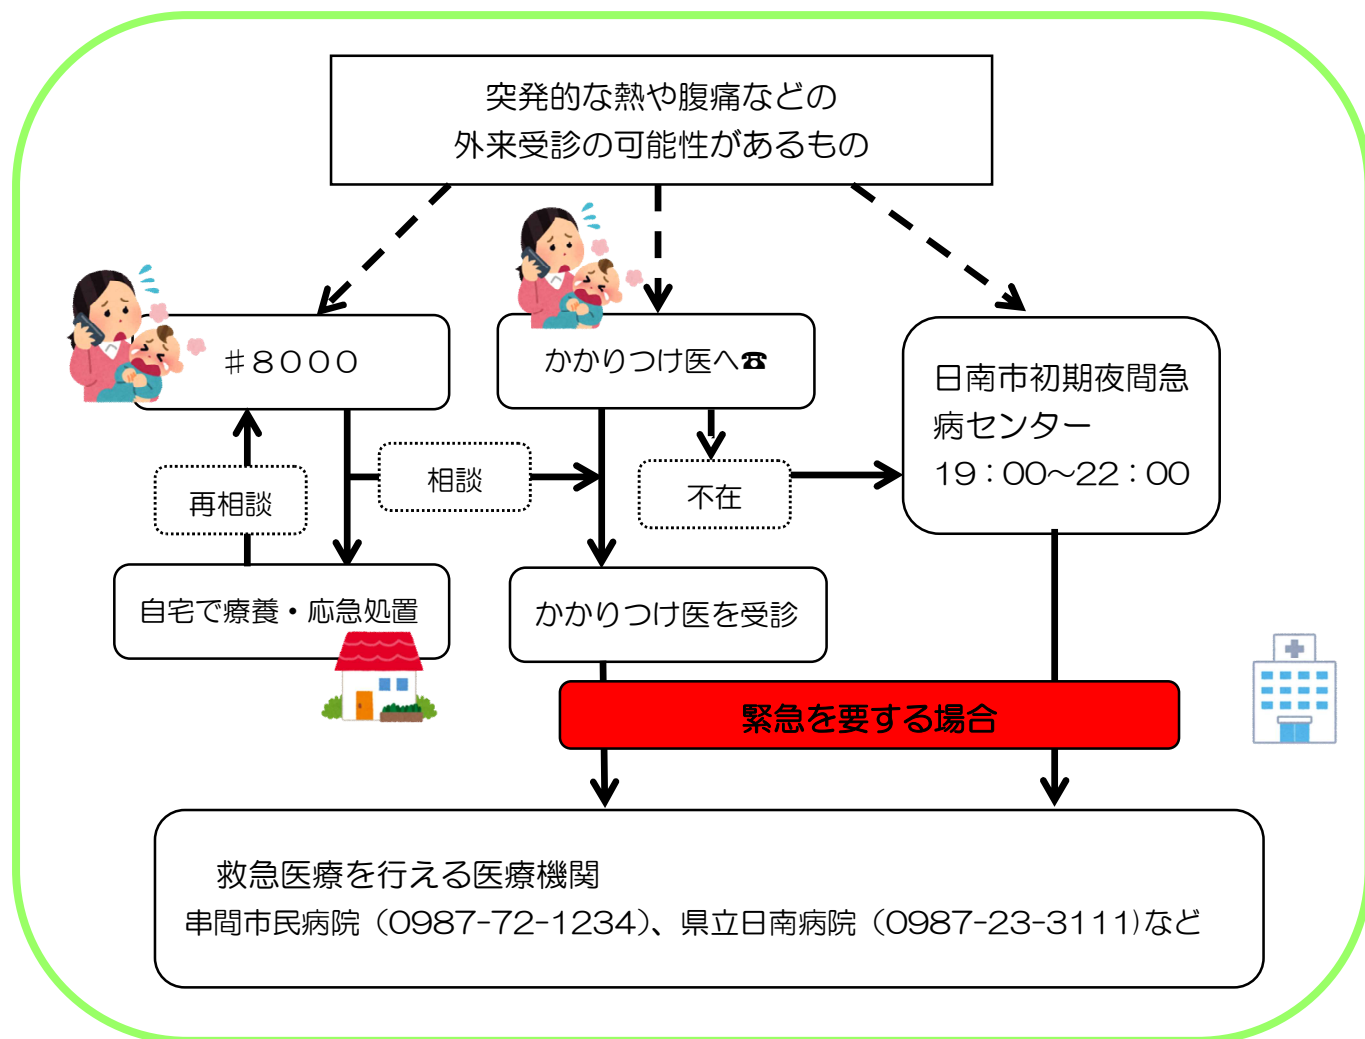 突発的な熱や腹痛などの
外来受診の可能性があるもの
♯8000
かかりつけ医へ☎
日南市初期夜間急
病センター
19：00～22：00
再相談
相談
不在
自宅で療養・応急処置
かかりつけ医を受診
緊急を要する場合
救急医療を行える医療機関
串間市民病院（0987-72-1234）、県立日南病院（0987-23-3111)など